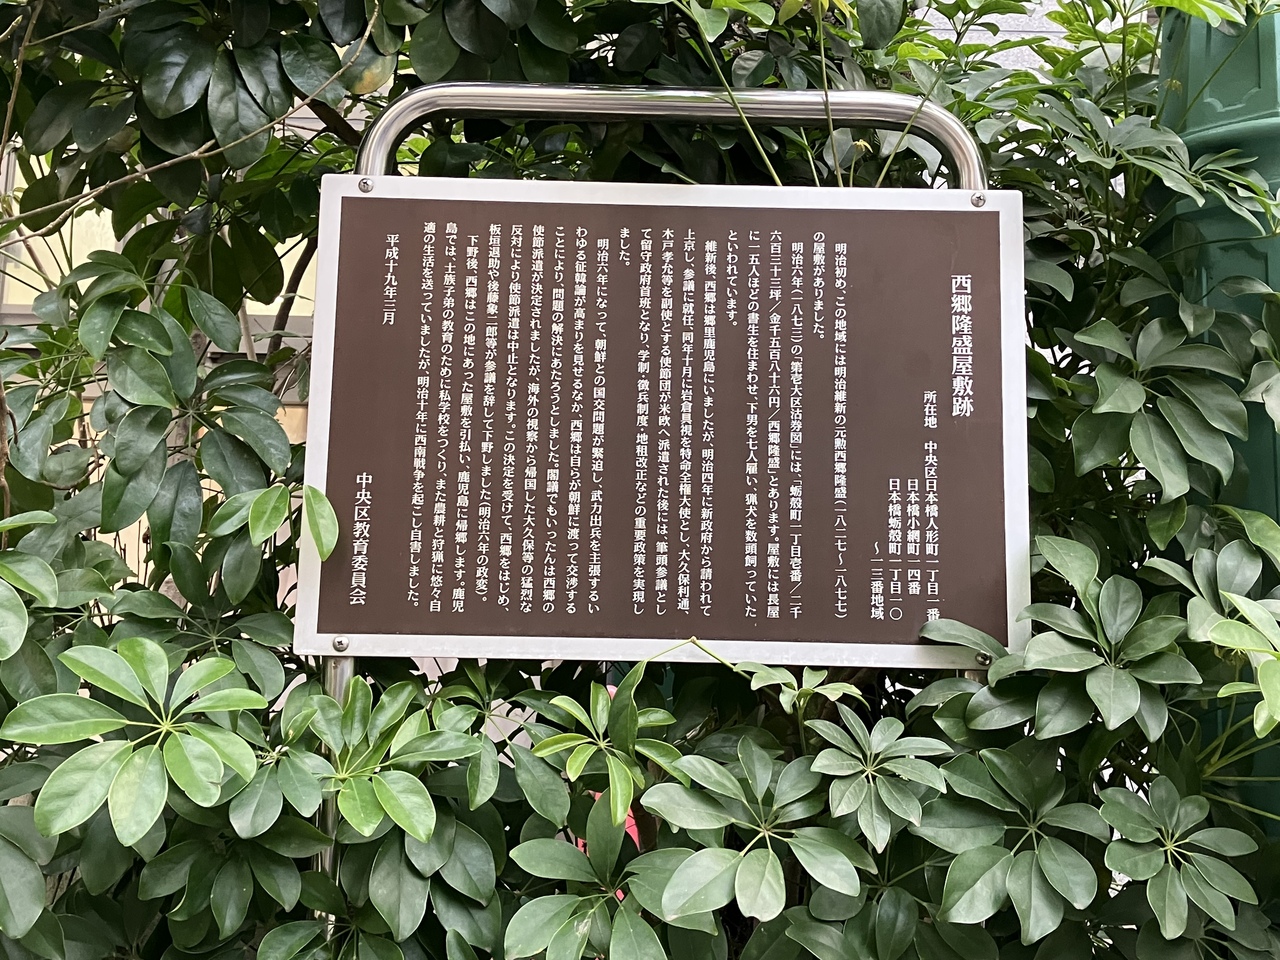 西郷隆盛屋敷跡
所在地　中央区日本橋人形町一丁目一番
日本橋小網町一四番
日本橋蛎殻町一丁目一〇
～一三番地域
明治初め、この地域には明治維新の元勲西郷隆盛（一八二七～一八七七）
の屋敷がありました。
明治六年（一八七三）の「第壱大区沽券図」には、「蛎殻町一丁目壱番／二千
六百三十三坪／金千五百八十六円／西郷隆盛」とあります。屋敷には長屋
に一五人ほどの書生を住まわせ、下男を七人雇い、猟犬を数頭飼っていた
といわれています。
維新後、西郷は郷里鹿児島にいましたが、明治四年に新政府から請われて
上京し、参議に就任、同年十月に岩倉具視を特命全権大使とし、大久保利通、
木戸孝允等を副使とする使節団が米欧へ派遣された後には、筆頭参議とし
て留守政府首班となり、学制・徴兵制度・地租改正などの重要政策を実現し
ました。
明治六年になって、朝鮮との国交問題が緊迫し、武力出兵を主張するい
わゆる征韓論が高まりを見せるなか、西郷は自らが朝鮮に渡って交渉する
ことにより、問題の解決にあたろうとしました。閣議でもいったんは西郷の
使節派遣が決定されましたが、海外の視察から帰国した大久保等の猛烈な
反対により使節派遣は中止となります。この決定を受けて、西郷をはじめ、
板垣退助や後藤象二郎等が参議を辞して下野しました（明治六年の政変）。
下野後、西郷はこの地にあった屋敷を引払い、鹿児島に帰郷します。鹿児
島では、士族子弟の教育のために私学校をつくり、また農耕と狩猟に悠々自
適の生活を送っていましたが、明治十年に西南戦争を起こし自害しました。
平成十九年三月
中央区教育委員会